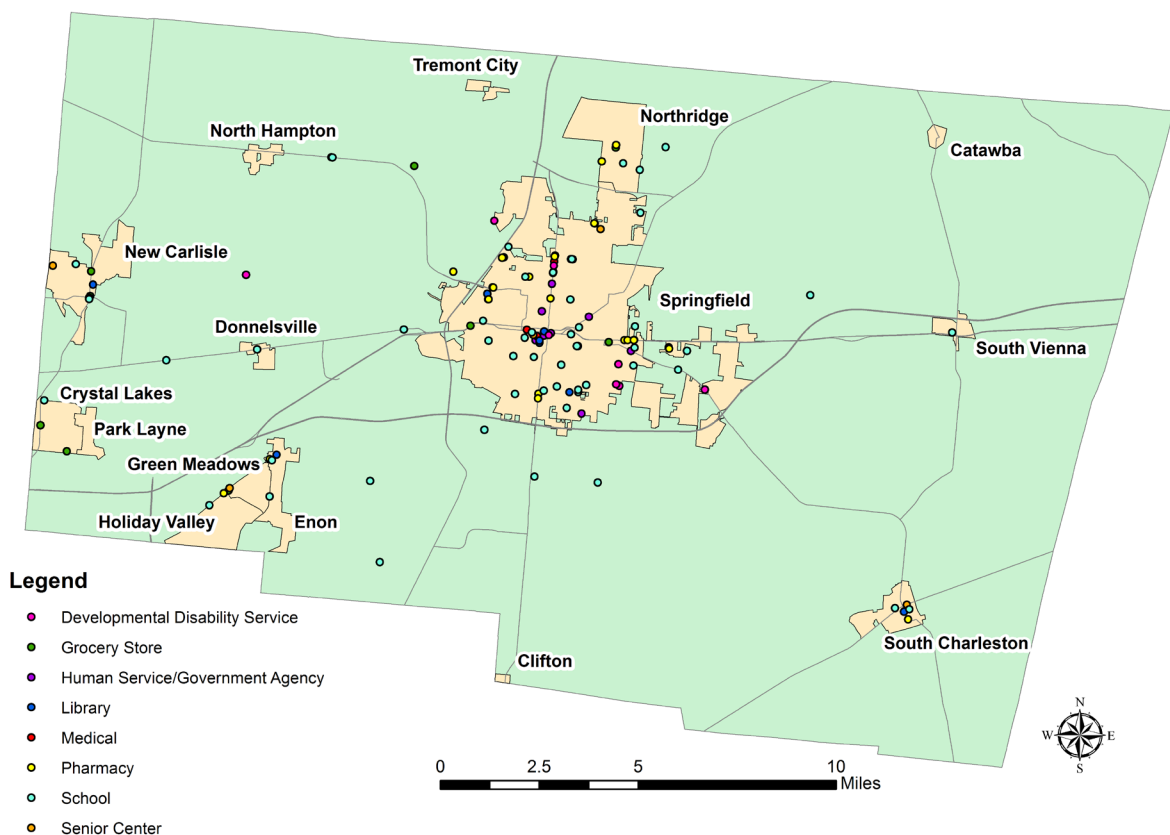 Tremont City
Northridge
North Hampton
Catawba
New Carlisle
Springfield
Donnelsville
South Vienna
Crystal Lakes
Park Layne
Green Meadows
Holiday Valley
Enon
Legend
Developmental Disability Service
Grocery Store
Human Service/Government Agency
Library
Medical
Pharmacy
School
Senior Center
South Charleston
Clifton
N
W E
S
0 2.5 5 10
Miles